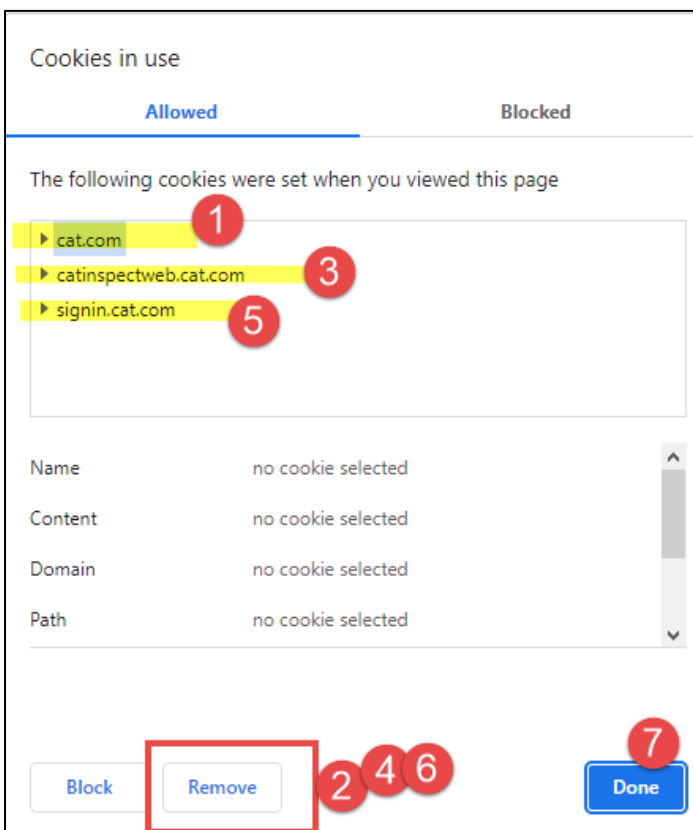 Cookies in use
Allowed Blocked
The following cookies were set when you viewed this page
cat.com 1
catinspectweb.cat.com 3
signin.cat.com 5
Name no cookie selected
Content no cookie selected
Domain no cookie selected
Path no cookie selected
Block Remove 2 4 6 Done 7